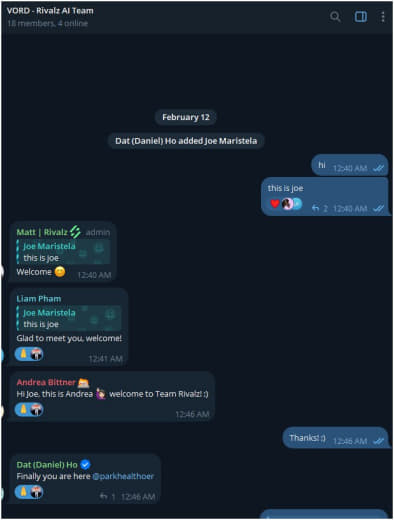 VORD - Rivalz AI Team
18 members, 4 online
February 12
Dat (Daniel) Ho added Joe Maristela
hi 12:40 AM
this is joe
2 12:40 AM
Matt | Rivalz admin
Joe Maristela
this is joe
Welcome 😊 12:40 AM
Liam Pham
Joe Maristela
this is joe
Glad to meet you, welcome!
12:41 AM
Andrea Bittner
Hi Joe, this is Andrea 🙋🏻‍♀️ welcome to Team Rivalz! :)
12:46 AM
Thanks! :) 12:46 AM
Dat (Daniel) Ho
Finally you are here @parkhealthoer
1 12:46 AM